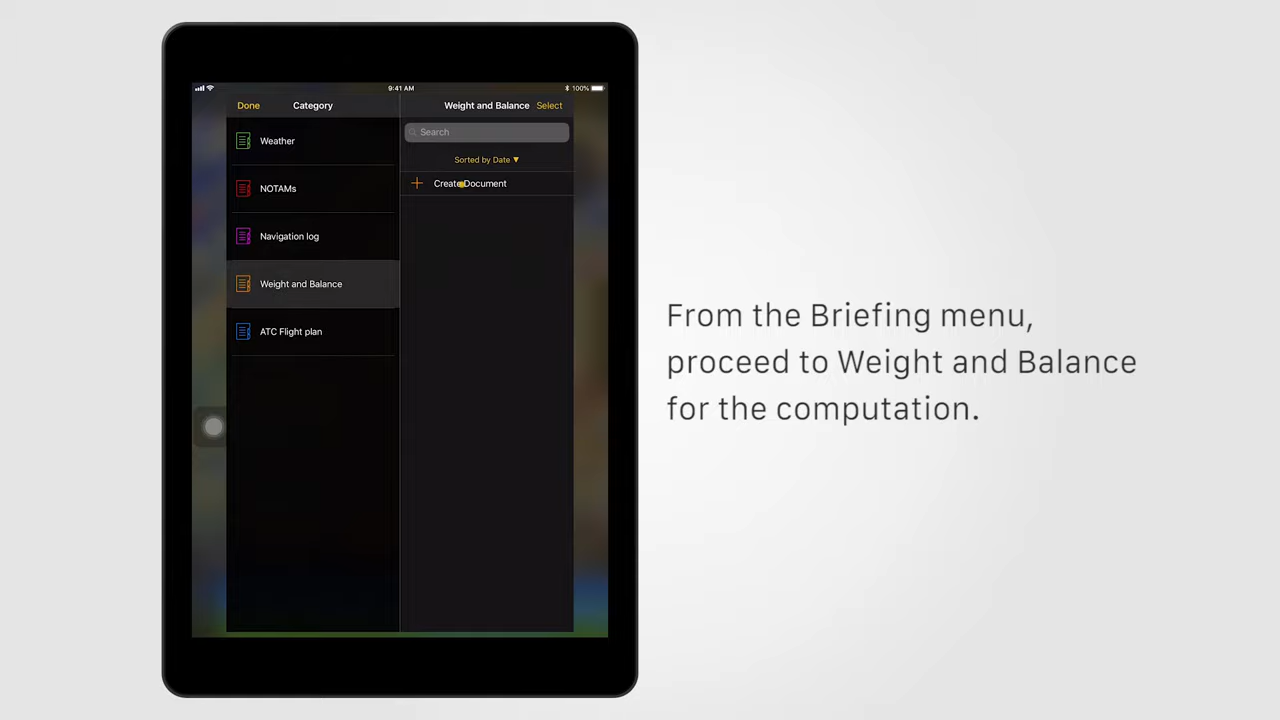 9:41 AM
100%
Done
Category
Weather
NOTAMs
Navigation log
Weight and Balance
ATC Flight plan
Weight and Balance
Select
Search
Sorted by Date ▼
Create Document
From the Briefing menu,
proceed to Weight and Balance
for the computation.